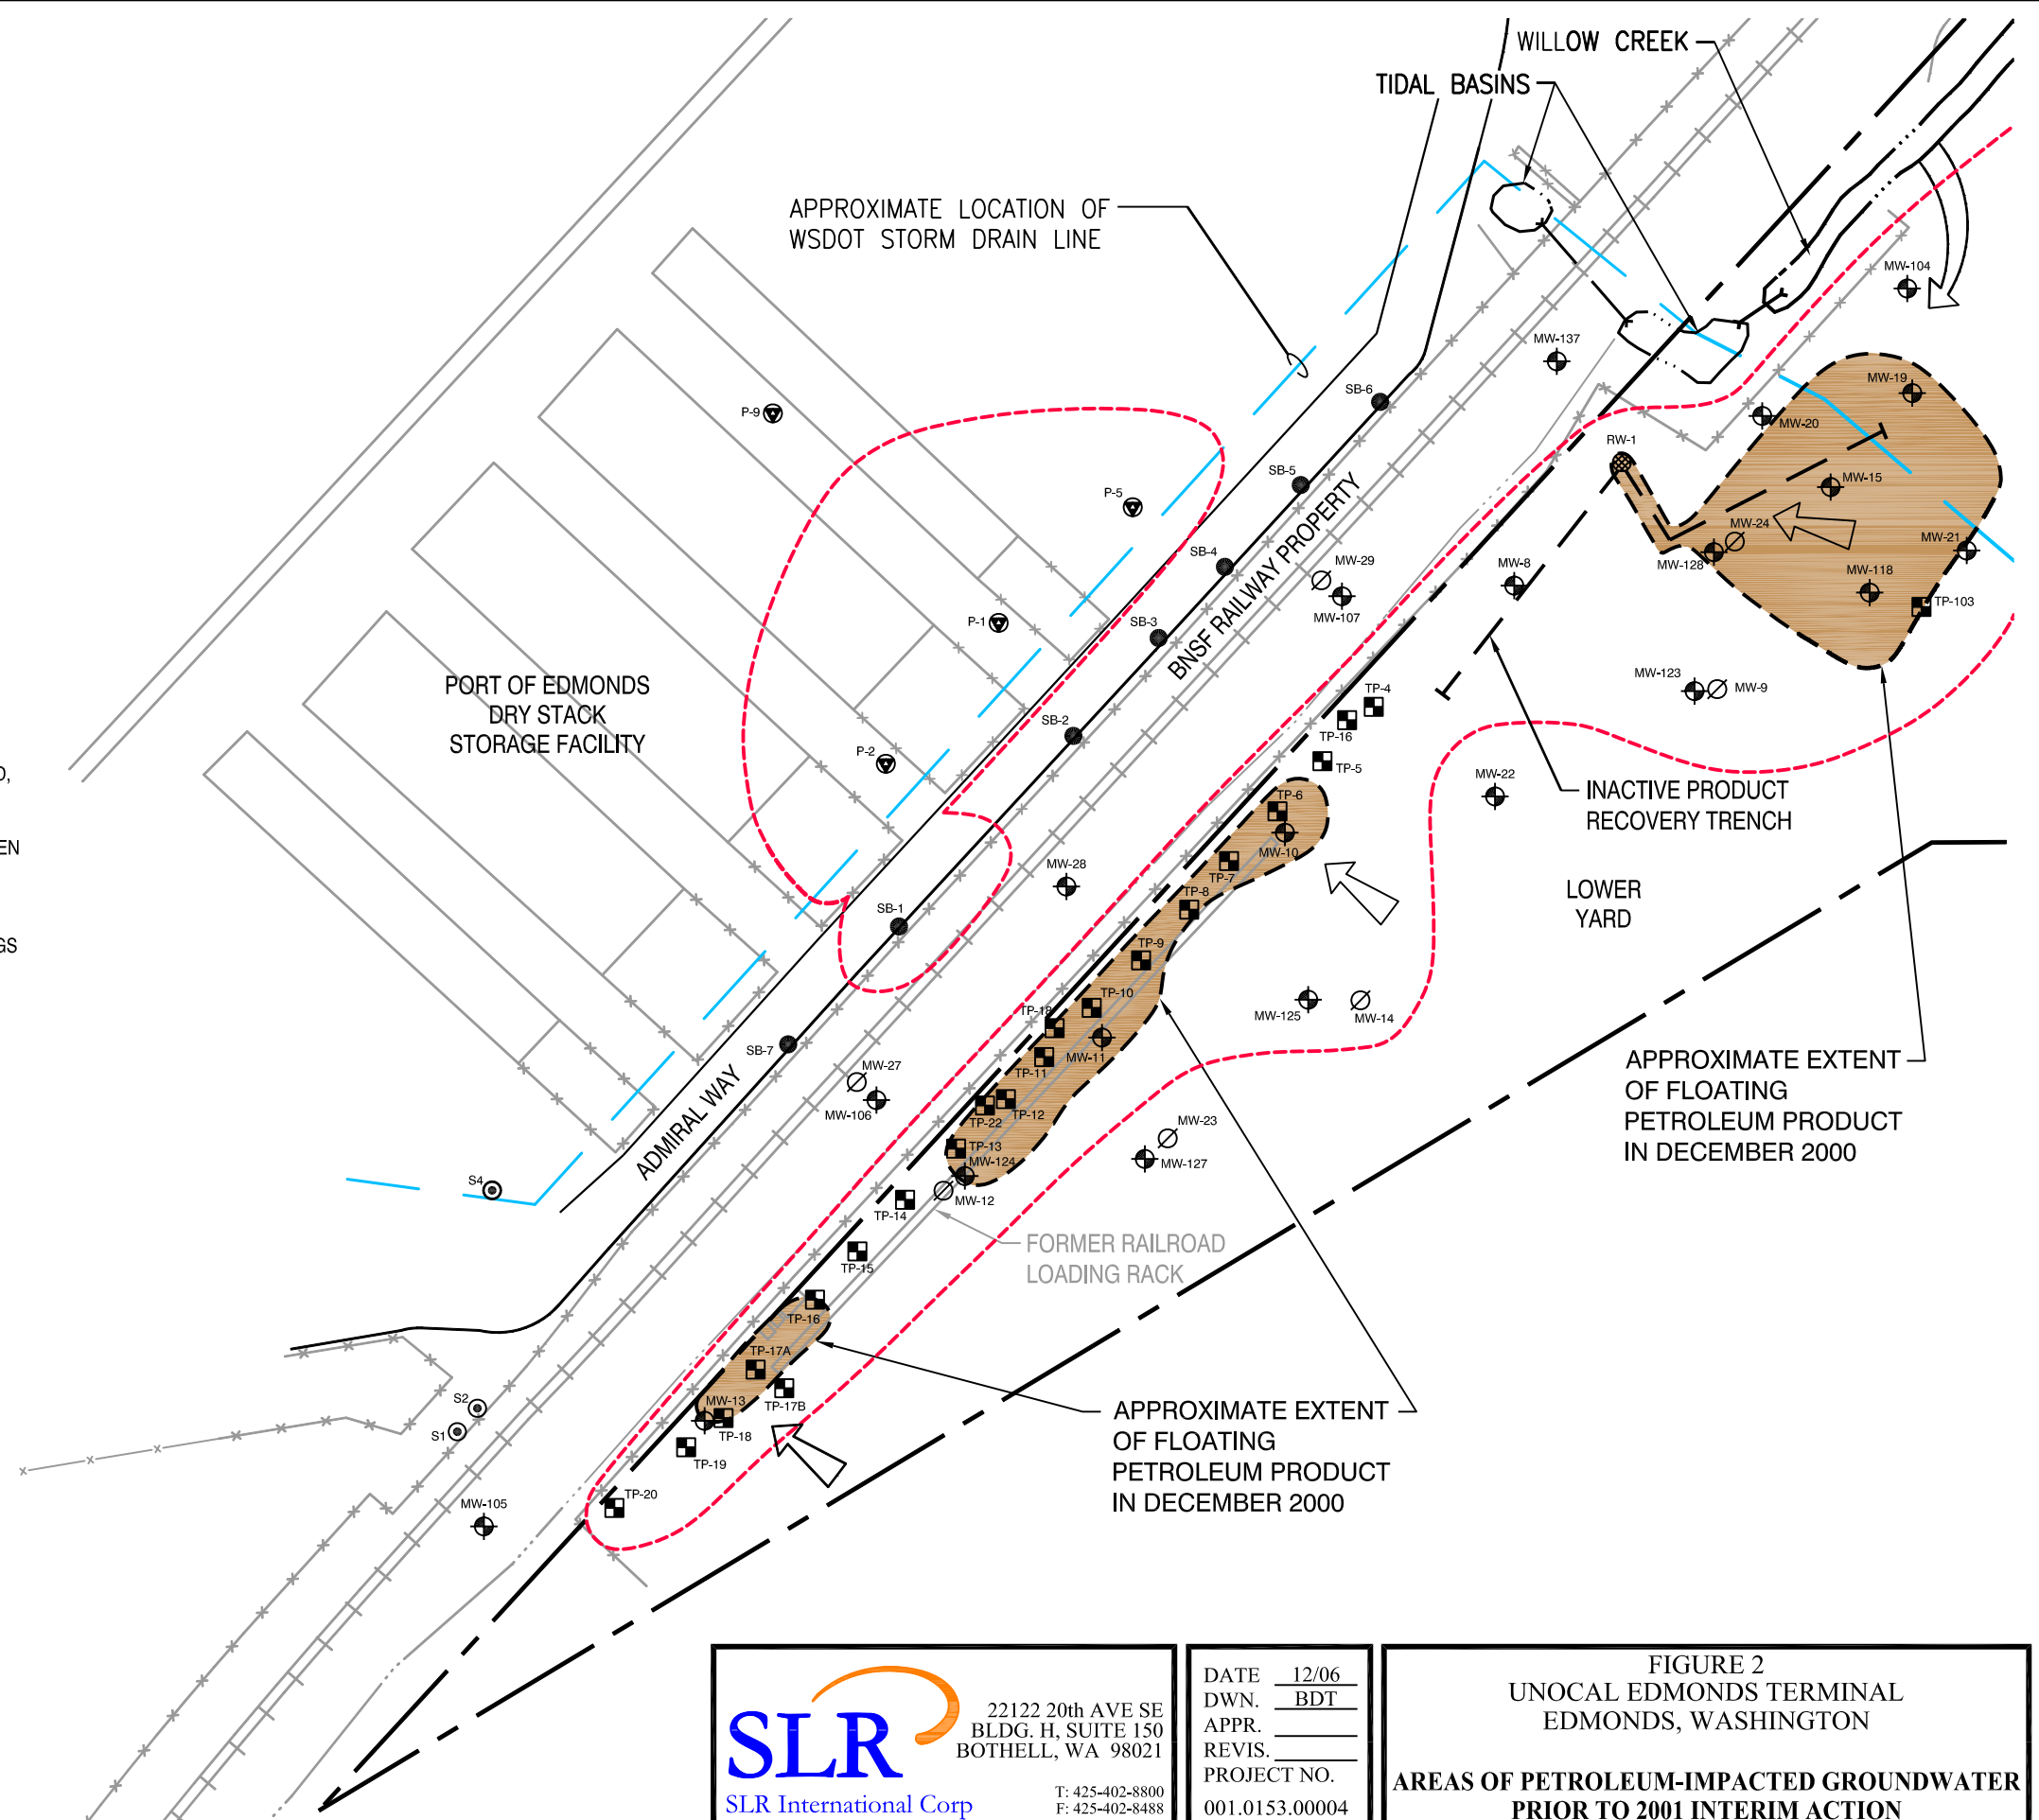 WILLOW CREEK
TIDAL BASINS
APPROXIMATE LOCATION OF
WSDOT STORM DRAIN LINE
MW-104
MW-137
MW-19
MW-20
SB-6
P-9
RW-1
SB-5
MW-15
P-5
MW-24
MW-21
MW-128
MW-118
TP-103
SB-4
MW-29
MW-8
MW-107
P-1
SB-3
BNSF RAILWAY PROPERTY
PORT OF EDMONDS
DRY STACK
STORAGE FACILITY
MW-123
MW-9
TP-4
TP-16
SB-2
P-2
TP-5
D,
MW-22
INACTIVE PRODUCT
RECOVERY TRENCH
TP-6
MW-10
EN
TP-7
MW-28
TP-8
LOWER
YARD
SB-1
GS
TP-9
TP-10
TP-18
MW-125
MW-14
MW-11
SB-7
TP-11
APPROXIMATE EXTENT
OF FLOATING
PETROLEUM PRODUCT
IN DECEMBER 2000
MW-27
MW-106
ADMIRAL WAY
TP-12
TP-22
TP-13
MW-124
MW-23
MW-127
S4
MW-12
TP-14
FORMER RAILROAD
LOADING RACK
TP-15
TP-16
TP-17A
TP-17B
S2
S1
MW-13
TP-18
TP-19
TP-20
MW-105
APPROXIMATE EXTENT
OF FLOATING
PETROLEUM PRODUCT
IN DECEMBER 2000
SLR
SLR International Corp
22122 20th AVE SE
BLDG. H, SUITE 150
BOTHELL, WA 98021
T: 425-402-8800
F: 425-402-8488
DATE 12/06
DWN. BDT
APPR.
REVIS.
PROJECT NO.
001.0153.00004
FIGURE 2
UNOCAL EDMONDS TERMINAL
EDMONDS, WASHINGTON
AREAS OF PETROLEUM-IMPACTED GROUNDWATER
PRIOR TO 2001 INTERIM ACTION